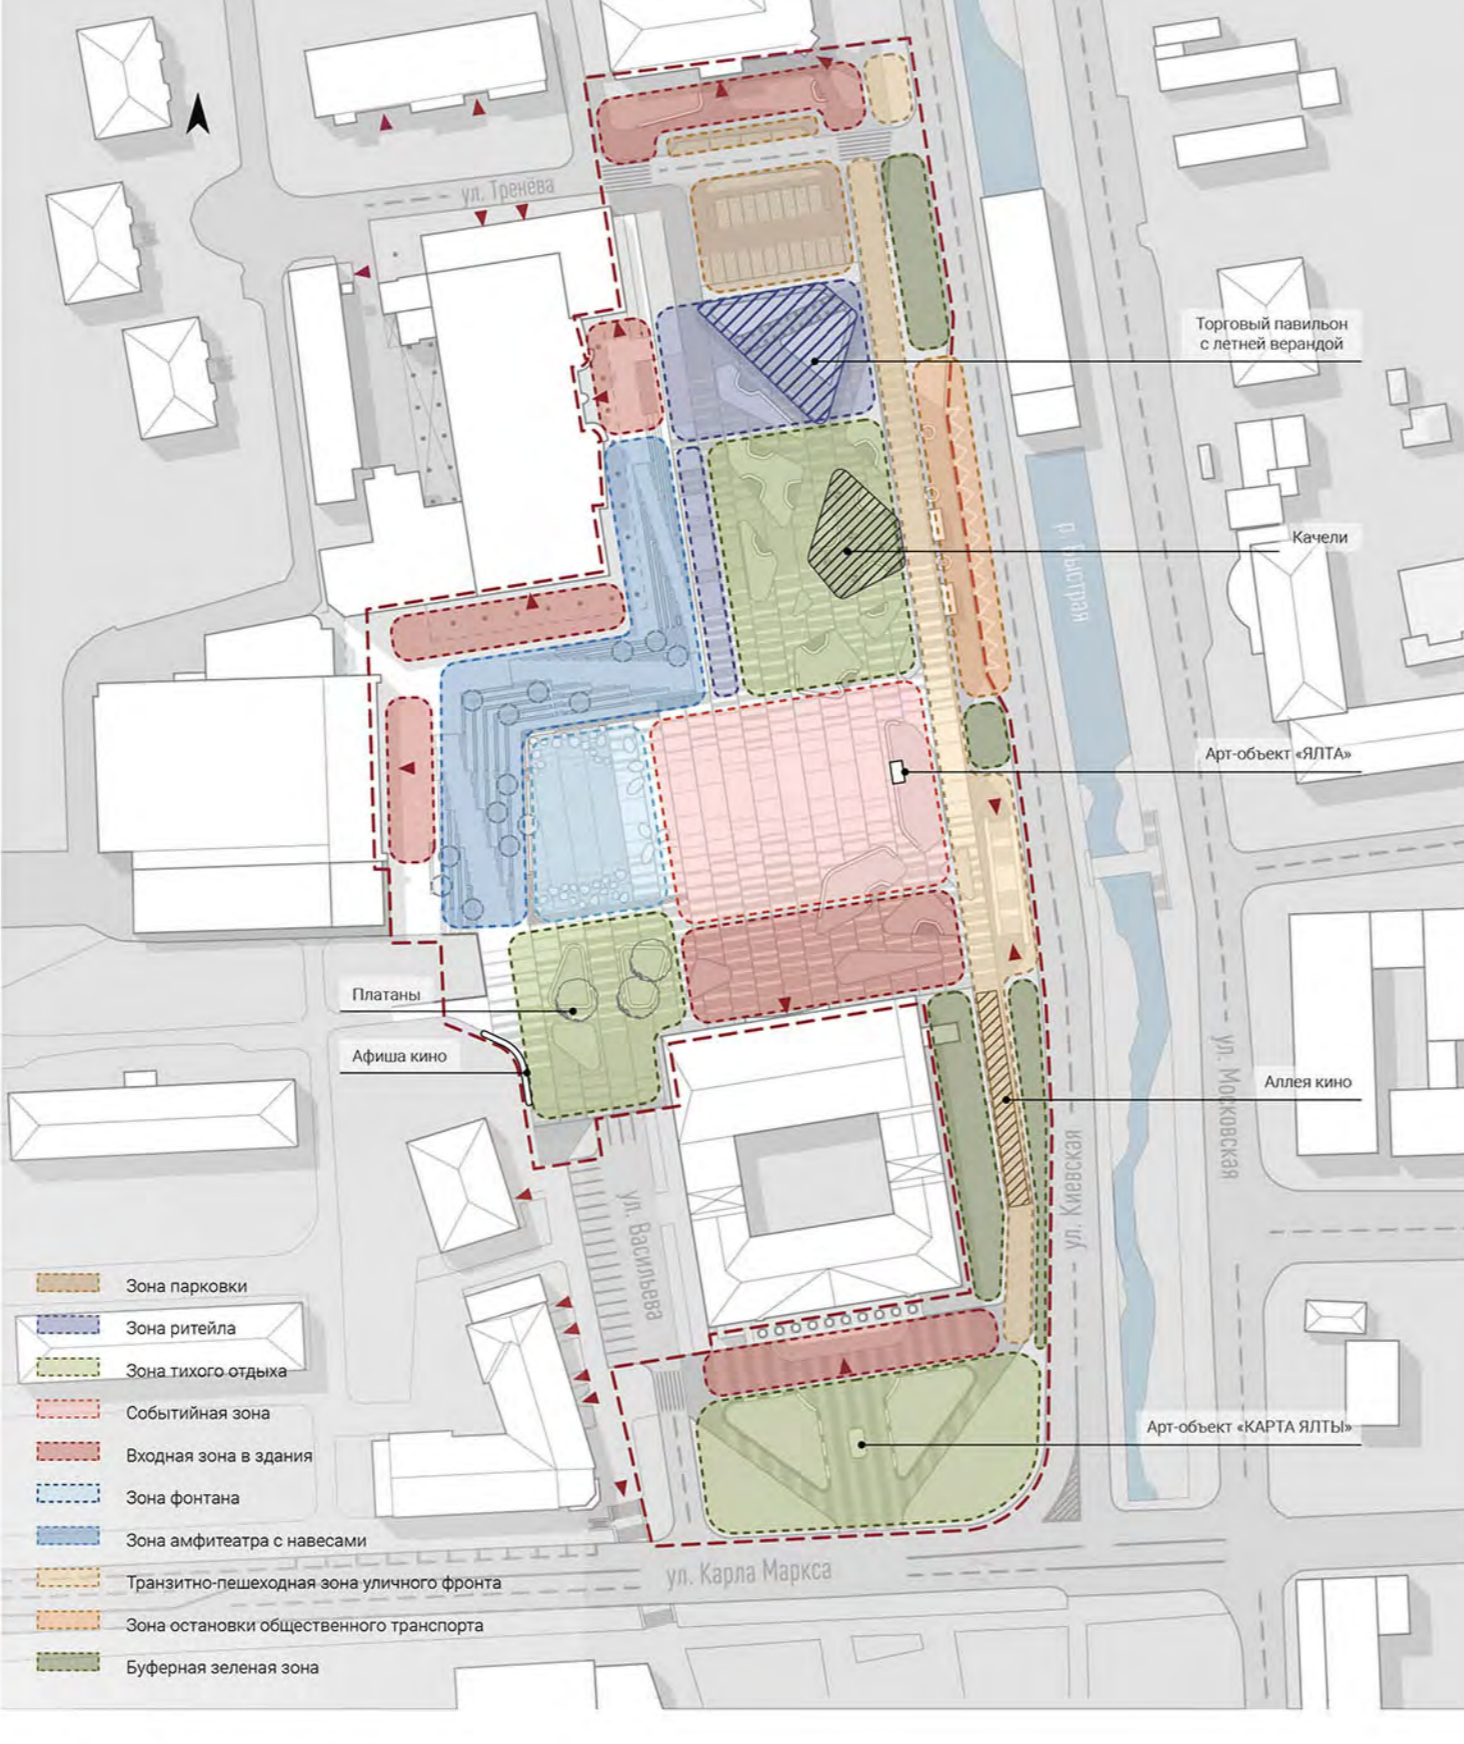 ул. Тренёва
Торговый павильон
с летней верандой
р. Быстрая
Качели
Арт-объект «ЯЛТА»
Платаны
Афиша кино
ул. Московская
Аллея кино
ул. Киевская
ул. Васильева
Арт-объект «КАРТА ЯЛТЫ»
ул. Карла Маркса
Зона парковки
Зона ритейла
Зона тихого отдыха
Событийная зона
Входная зона в здания
Зона фонтана
Зона амфитеатра с навесами
Транзитно-пешеходная зона уличного фронта
Зона остановки общественного транспорта
Буферная зеленая зона